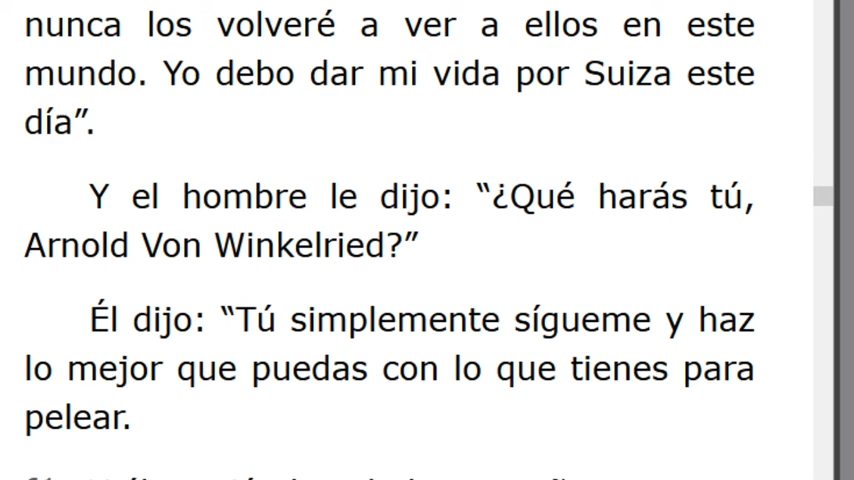 nunca los volveré a ver a ellos en este
mundo. Yo debo dar mi vida por Suiza este
día”.
Y el hombre le dijo: “¿Qué harás tú,
Arnold Von Winkelried?”
Él dijo: “Tú simplemente sígueme y haz
lo mejor que puedas con lo que tienes para
pelear.